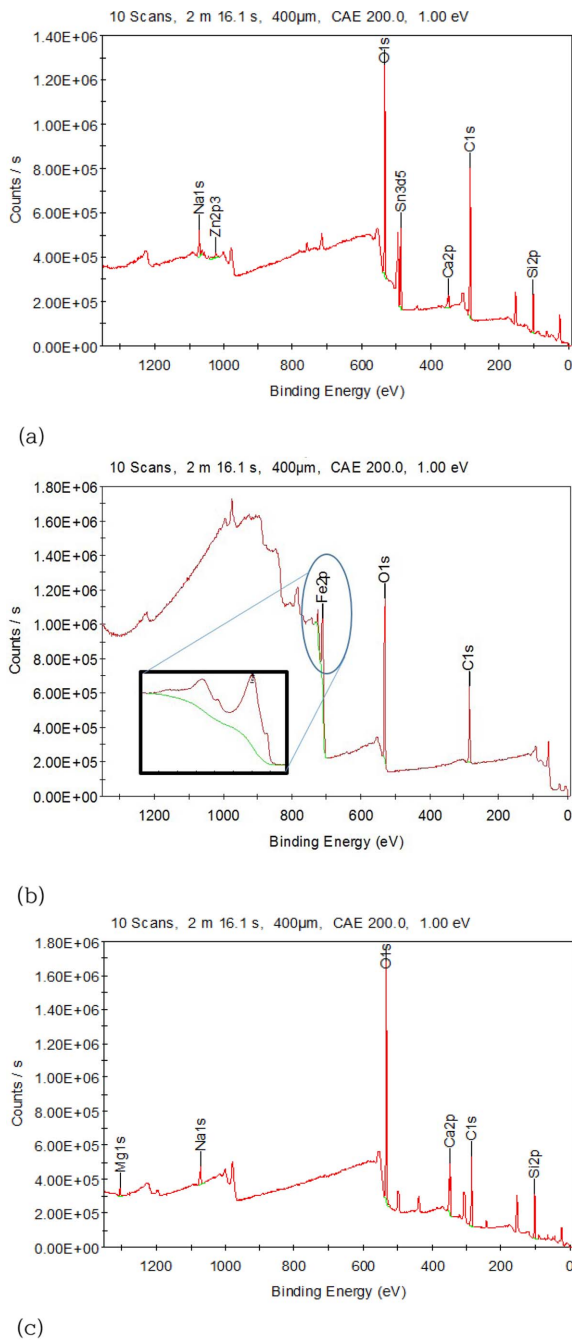 10 Scans, 2 m 16.1 s, 400µm, CAE 200.0, 1.00 eV
1.40E+06
1.20E+06
1.00E+06
8.00E+05
6.00E+05
4.00E+05
2.00E+05
0.00E+00
Counts / s
Na1s
Zn2p3
O1s
Sn3d5
Ca2p
C1s
Si2p
1200 1000 800 600 400 200 0
Binding Energy (eV)
(a)
10 Scans, 2 m 16.1 s, 400µm, CAE 200.0, 1.00 eV
1.80E+06
1.60E+06
1.40E+06
1.20E+06
1.00E+06
8.00E+05
6.00E+05
4.00E+05
2.00E+05
0.00E+00
Counts / s
Fe2p
O1s
C1s
1200 1000 800 600 400 200 0
Binding Energy (eV)
(b)
10 Scans, 2 m 16.1 s, 400µm, CAE 200.0, 1.00 eV
1.80E+06
1.60E+06
1.40E+06
1.20E+06
1.00E+06
8.00E+05
6.00E+05
4.00E+05
2.00E+05
0.00E+00
Counts / s
Mg1s
Na1s
O1s
Ca2p
C1s
Si2p
1200 1000 800 600 400 200 0
Binding Energy (eV)
(c)